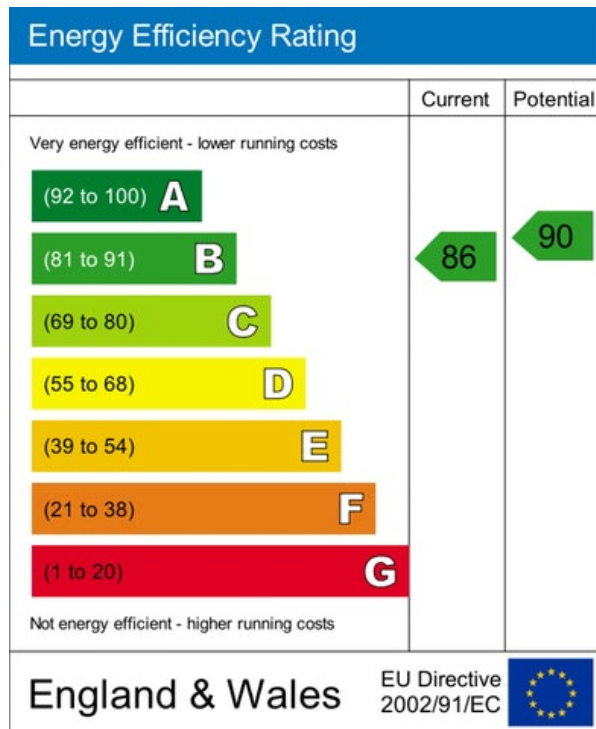 Energy Efficiency Rating
Current Potential
Very energy efficient - lower running costs
(92 to 100) A
(81 to 91) B
86
90
(69 to 80) C
(55 to 68) D
(39 to 54) E
(21 to 38) F
(1 to 20) G
Not energy efficient - higher running costs
England & Wales
EU Directive
2002/91/EC